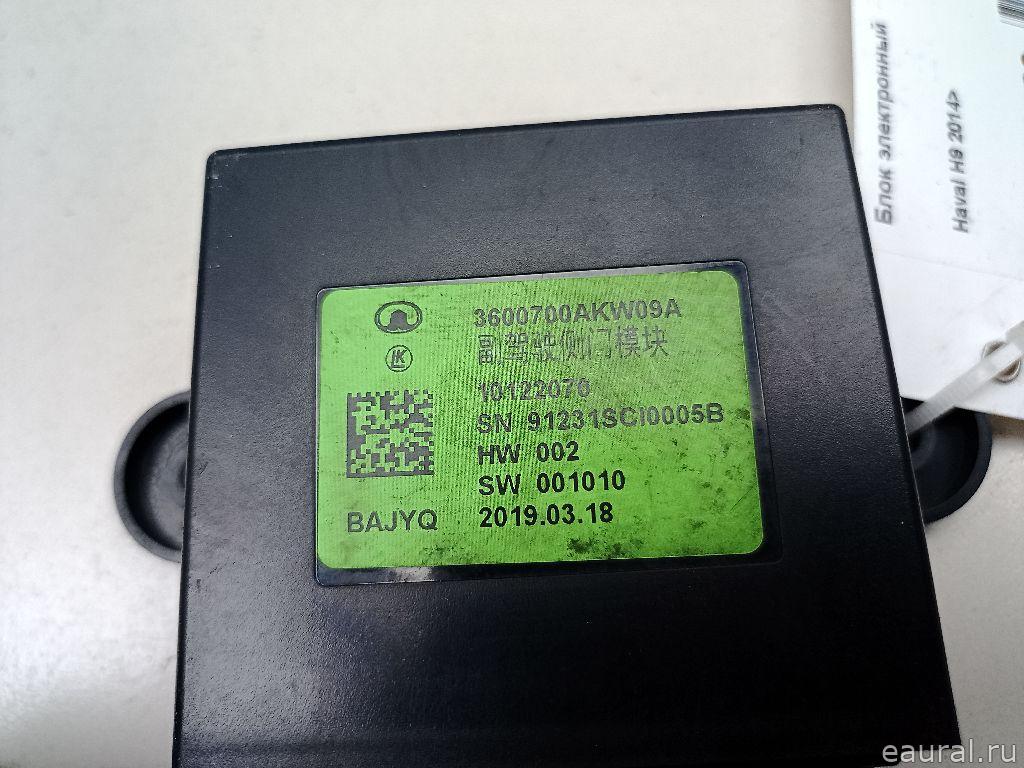 3600700AKW09A
副驾驶侧门模块
LK
10122070
SN 91231SCI0005B
HW 002
SW 001010
BAJYQ 2019.03.18
Блок электронный
Haval H9 2014>
eaural.ru